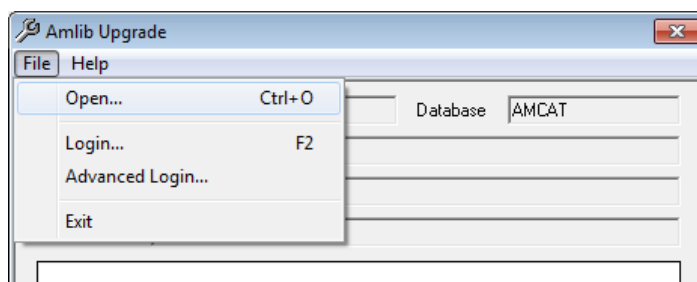 Amlib Upgrade
File Help
Open... Ctrl+O
Database AMCAT
Login... F2
Advanced Login...
Exit